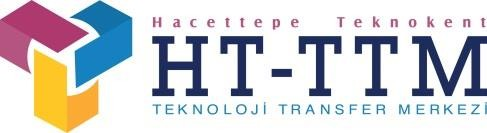 Hacettepe Teknokent
HT-TTM
TEKNOLOJİ TRANSFER MERKEZİ